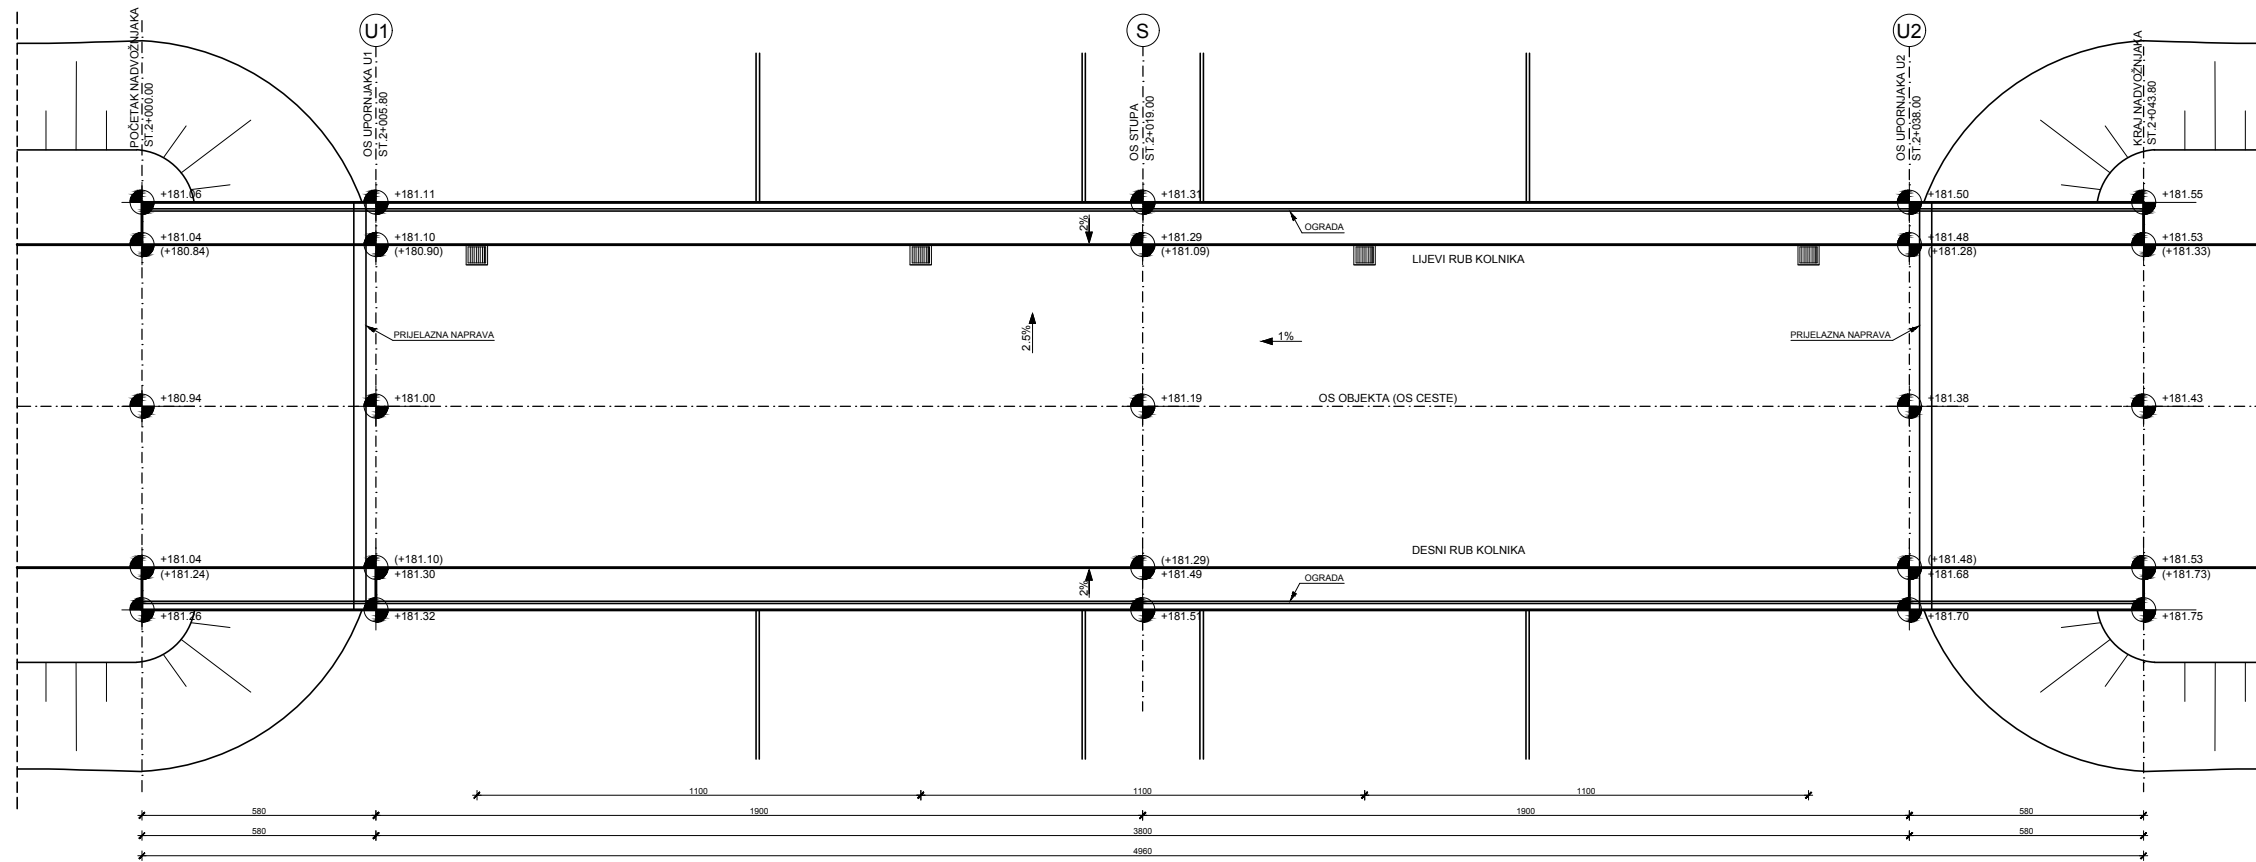 U1
S
U2
POČETAK NADVOŽNJAKA
ST.2+000.00
OS UPORNJAKA U1
ST.2+005.80
OS STUPA
ST.2+019.00
OS UPORNJAKA U2
ST.2+038.00
KRAJ NADVOŽNJAKA
ST.2+043.80
+181.06
+181.11
+181.31
+181.50
+181.55
2%
OGRADA
+181.04
(+180.84)
+181.10
(+180.90)
+181.29
(+181.09)
+181.48
(+181.28)
+181.53
(+181.33)
LIJEVI RUB KOLNIKA
PRIJELAZNA NAPRAVA
2.5%
1%
PRIJELAZNA NAPRAVA
+180.94
+181.00
+181.19
OS OBJEKTA (OS CESTE)
+181.38
+181.43
DESNI RUB KOLNIKA
+181.04
(+181.24)
(+181.10)
+181.30
(+181.29)
+181.49
(+181.48)
+181.68
+181.53
(+181.73)
2%
OGRADA
+181.26
+181.32
+181.51
+181.70
+181.75
1100
1100
1100
580
1900
1900
580
580
3800
580
4960